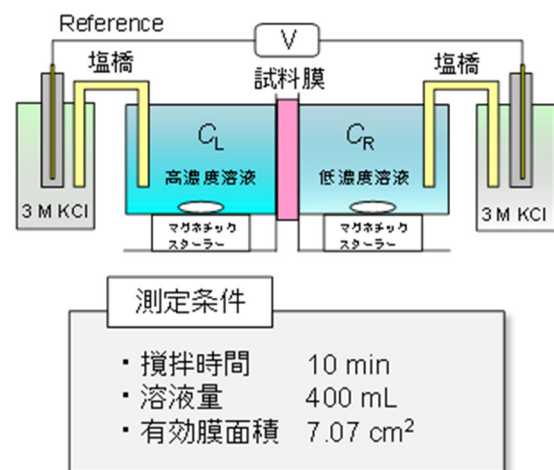 Reference
V
塩橋
試料膜
塩橋
CL
CR
高濃度溶液
低濃度溶液
3 M KCl
マグネチック
スターラー
マグネチック
スターラー
3 M KCl
測定条件
・攪拌時間 10 min
・溶液量 400 mL
・有効膜面積 7.07 cm²